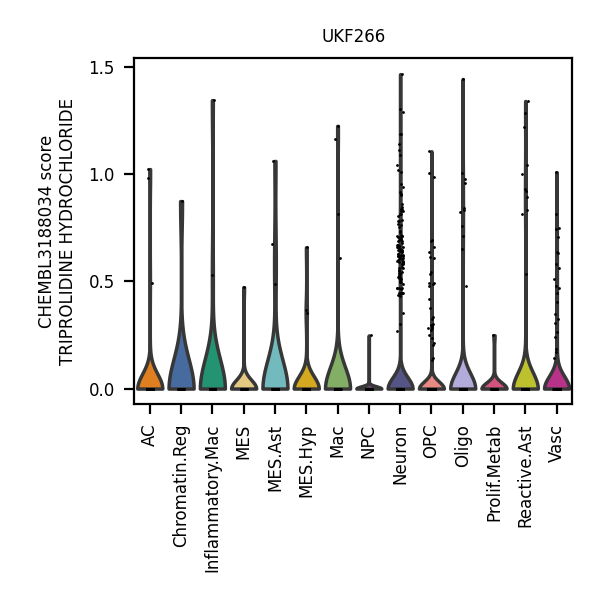 UKF266
CHEMBL3188034 score
TRIPROLIDINE HYDROCHLORIDE
1.5
1.0
0.5
0.0
AC
Chromatin.Reg
Inflammatory.Mac
MES
MES.Ast
MES.Hyp
Mac
NPC
Neuron
OPC
Oligo
Prolif.Metab
Reactive.Ast
Vasc